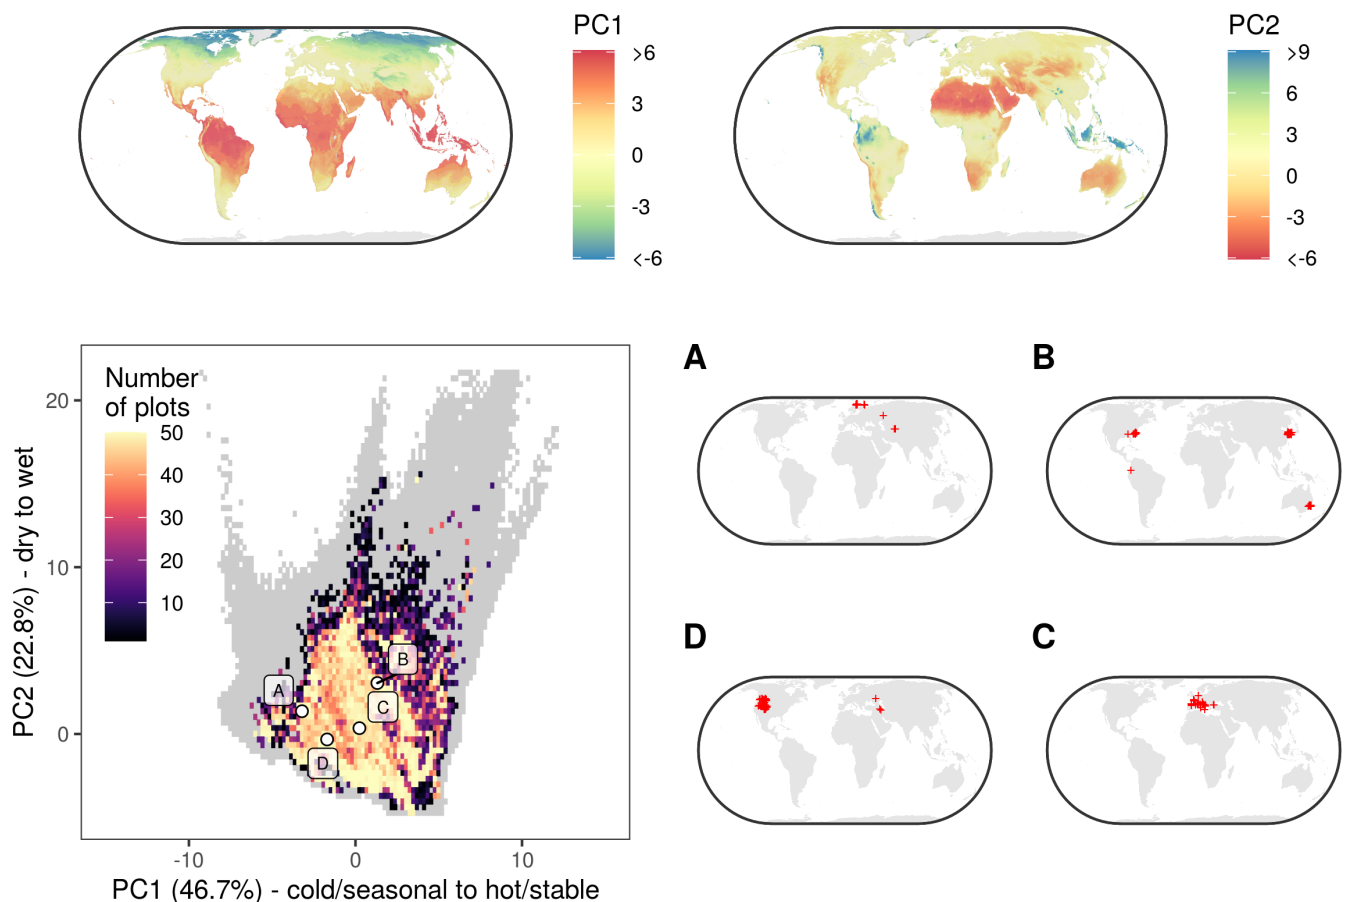 PC1
>6
3
0
-3
<-6
PC2
>9
6
3
0
-3
<-6
Number
of plots
50
40
30
20
10
20
10
0
-10
0
10
PC2 (22.8%) - dry to wet
PC1 (46.7%) - cold/seasonal to hot/stable
A
B
C
D
A
B
D
C